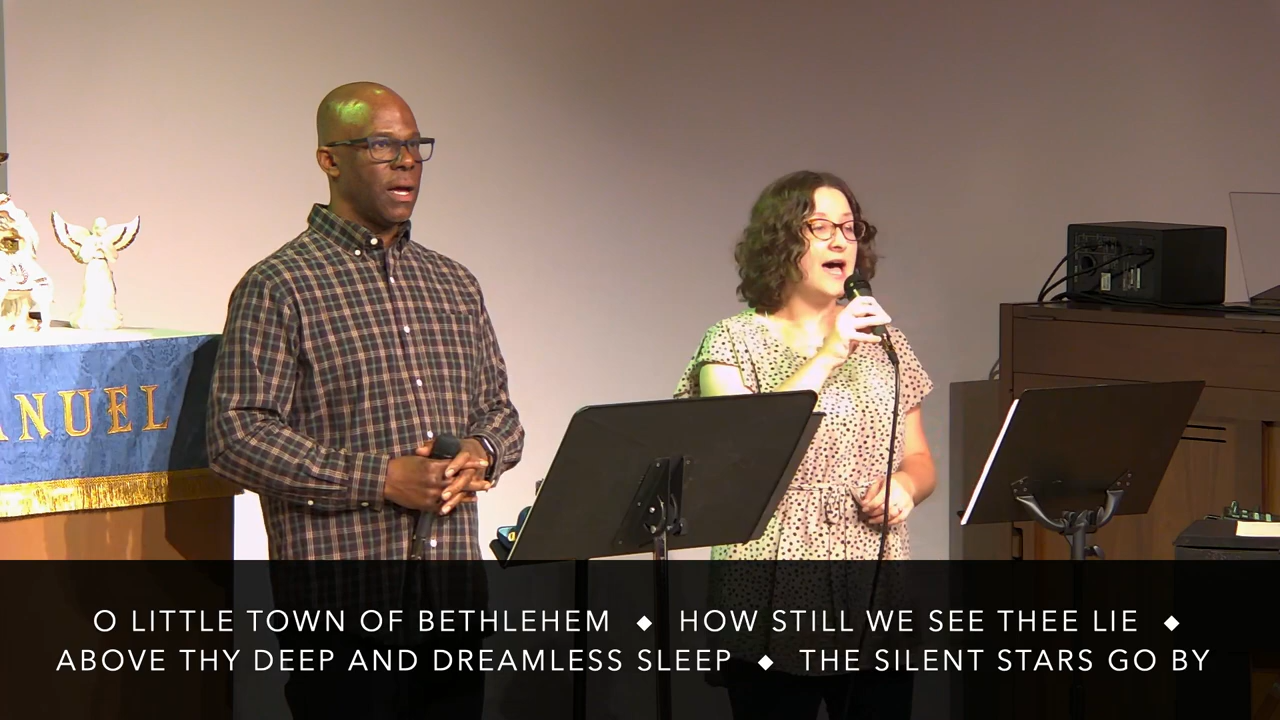 NUEL
O LITTLE TOWN OF BETHLEHEM ◆ HOW STILL WE SEE THEE LIE ◆
ABOVE THY DEEP AND DREAMLESS SLEEP ◆ THE SILENT STARS GO BY